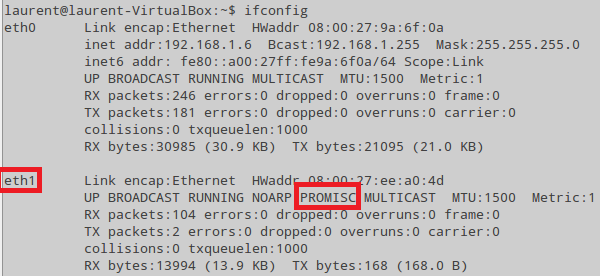 laurent@laurent-VirtualBox:~$ ifconfig
eth0 Link encap:Ethernet HWaddr 08:00:27:9a:6f:0a
inet addr:192.168.1.6 Bcast:192.168.1.255 Mask:255.255.255.0
inet6 addr: fe80::a00:27ff:fe9a:6f0a/64 Scope:Link
UP BROADCAST RUNNING MULTICAST MTU:1500 Metric:1
RX packets:246 errors:0 dropped:0 overruns:0 frame:0
TX packets:181 errors:0 dropped:0 overruns:0 carrier:0
collisions:0 txqueuelen:1000
RX bytes:30985 (30.9 KB) TX bytes:21095 (21.0 KB)
eth1 Link encap:Ethernet HWaddr 08:00:27:ee:a0:4d
UP BROADCAST RUNNING NOARP PROMISC MULTICAST MTU:1500 Metric:1
RX packets:104 errors:0 dropped:0 overruns:0 frame:0
TX packets:2 errors:0 dropped:0 overruns:0 carrier:0
collisions:0 txqueuelen:1000
RX bytes:13994 (13.9 KB) TX bytes:168 (168.0 B)